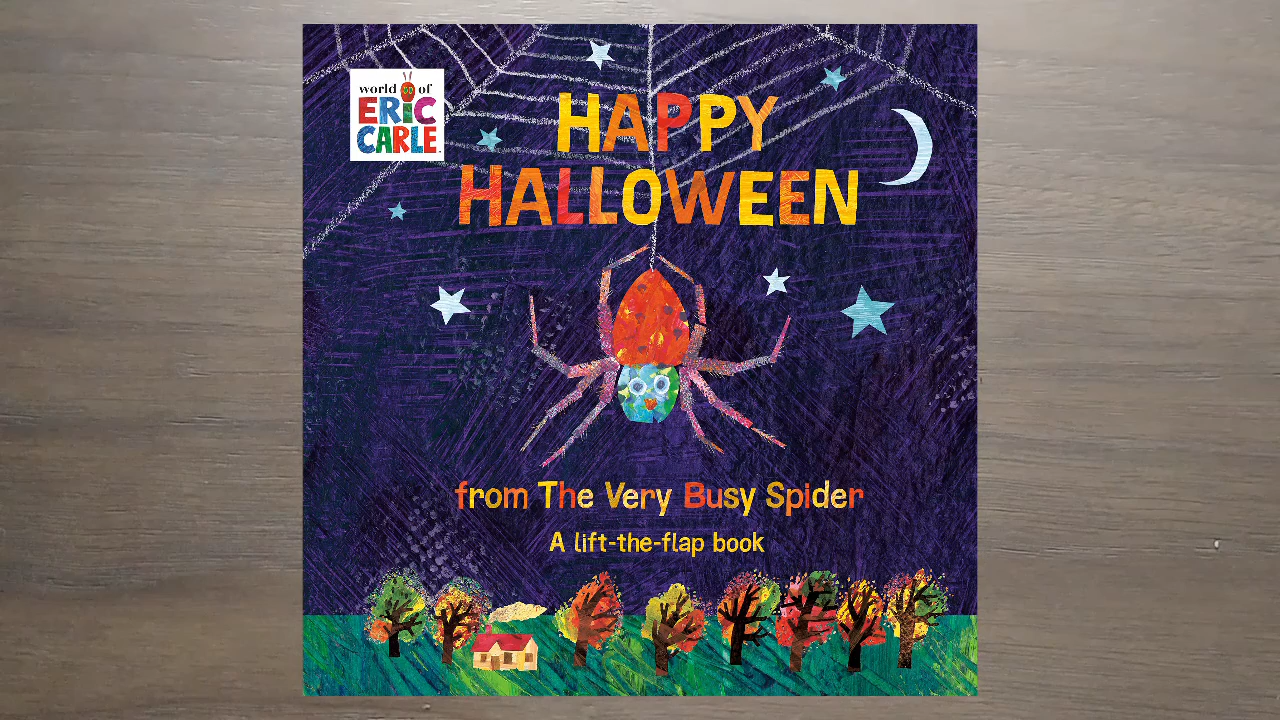 world of
ERIC
CARLE
HAPPY
HALLOWEEN
from The Very Busy Spider
A lift-the-flap book